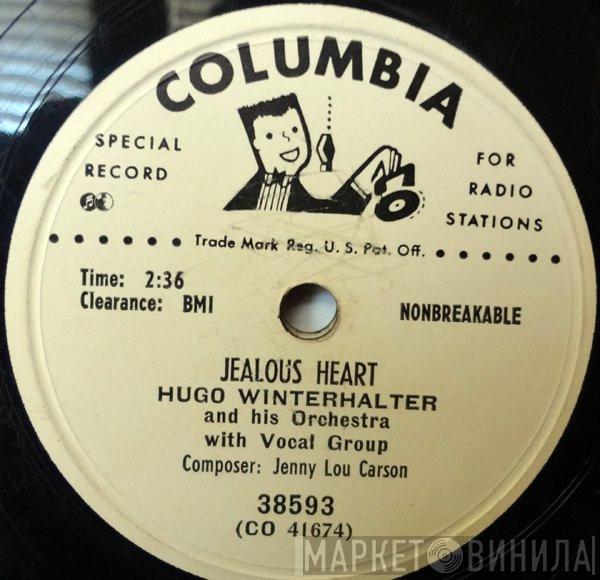 COLUMBIA
SPECIAL
RECORD
FOR
RADIO
STATIONS
Trade Mark Reg. U. S. Pat. Off.
Time: 2:36
Clearance: BMI
NONBREAKABLE
JEALOUS HEART
HUGO WINTERHALTER
and his Orchestra
with Vocal Group
Composer: Jenny Lou Carson
38593
(CO 41674)
МАРКЕТ ВИНИЛА